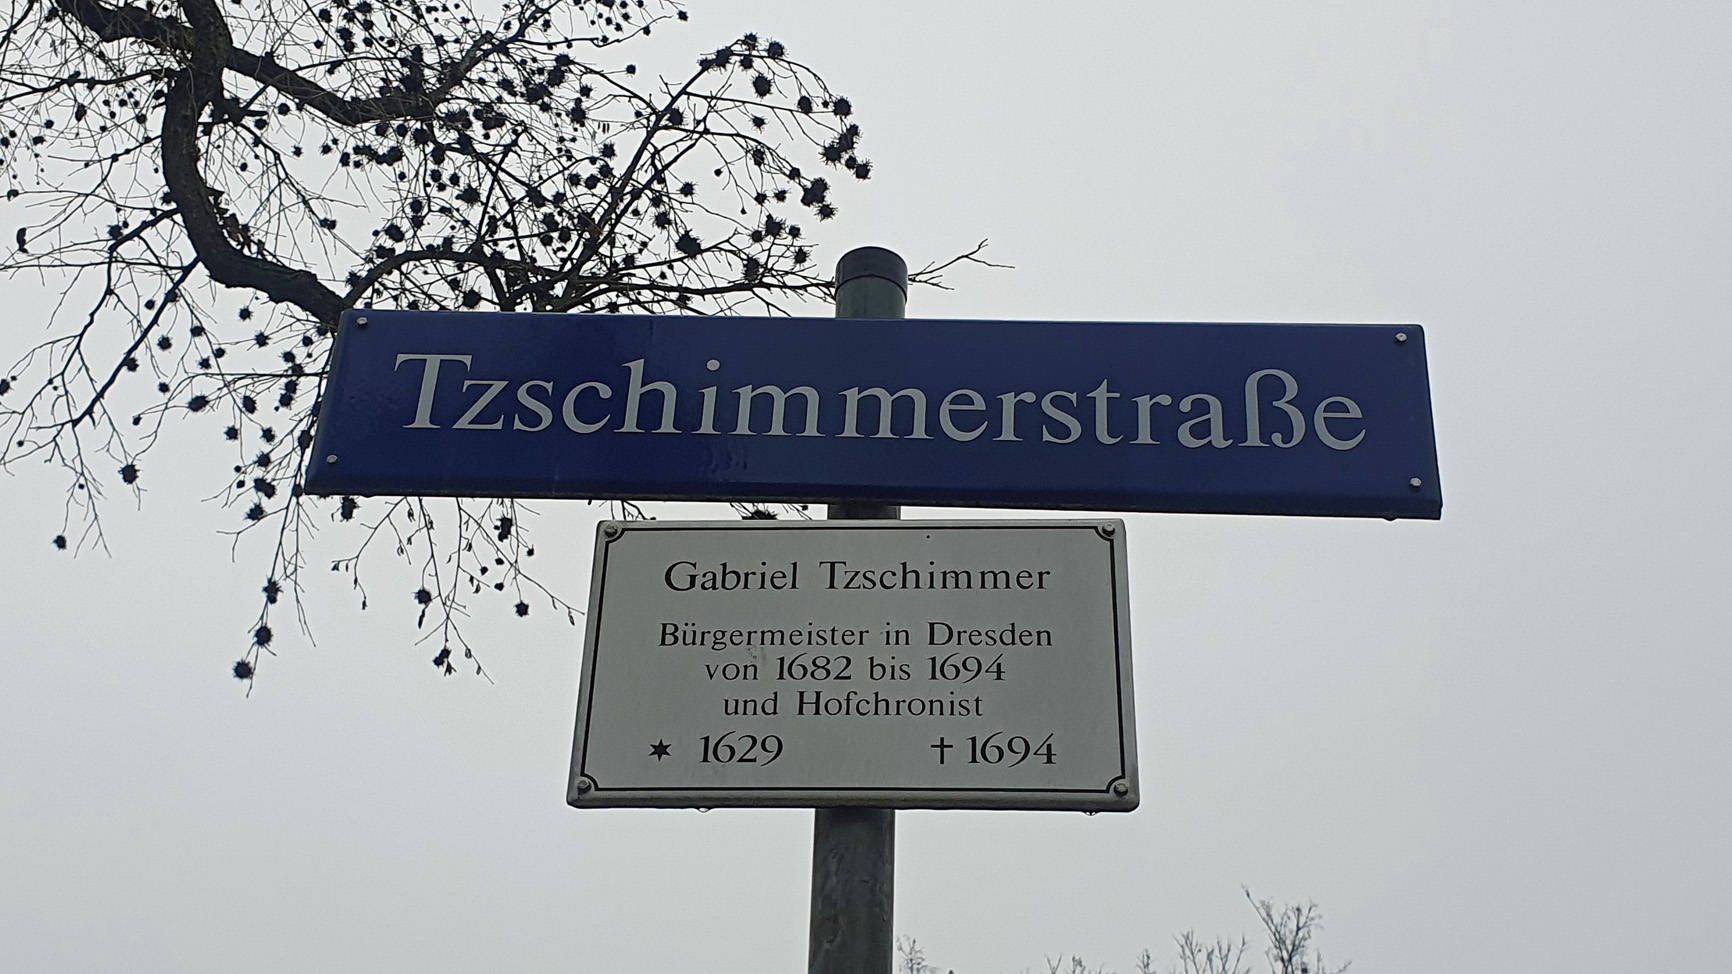 Tzschimmerstraße
Gabriel Tzschimmer
Bürgermeister in Dresden
von 1682 bis 1694
und Hofchronist
✶ 1629 † 1694